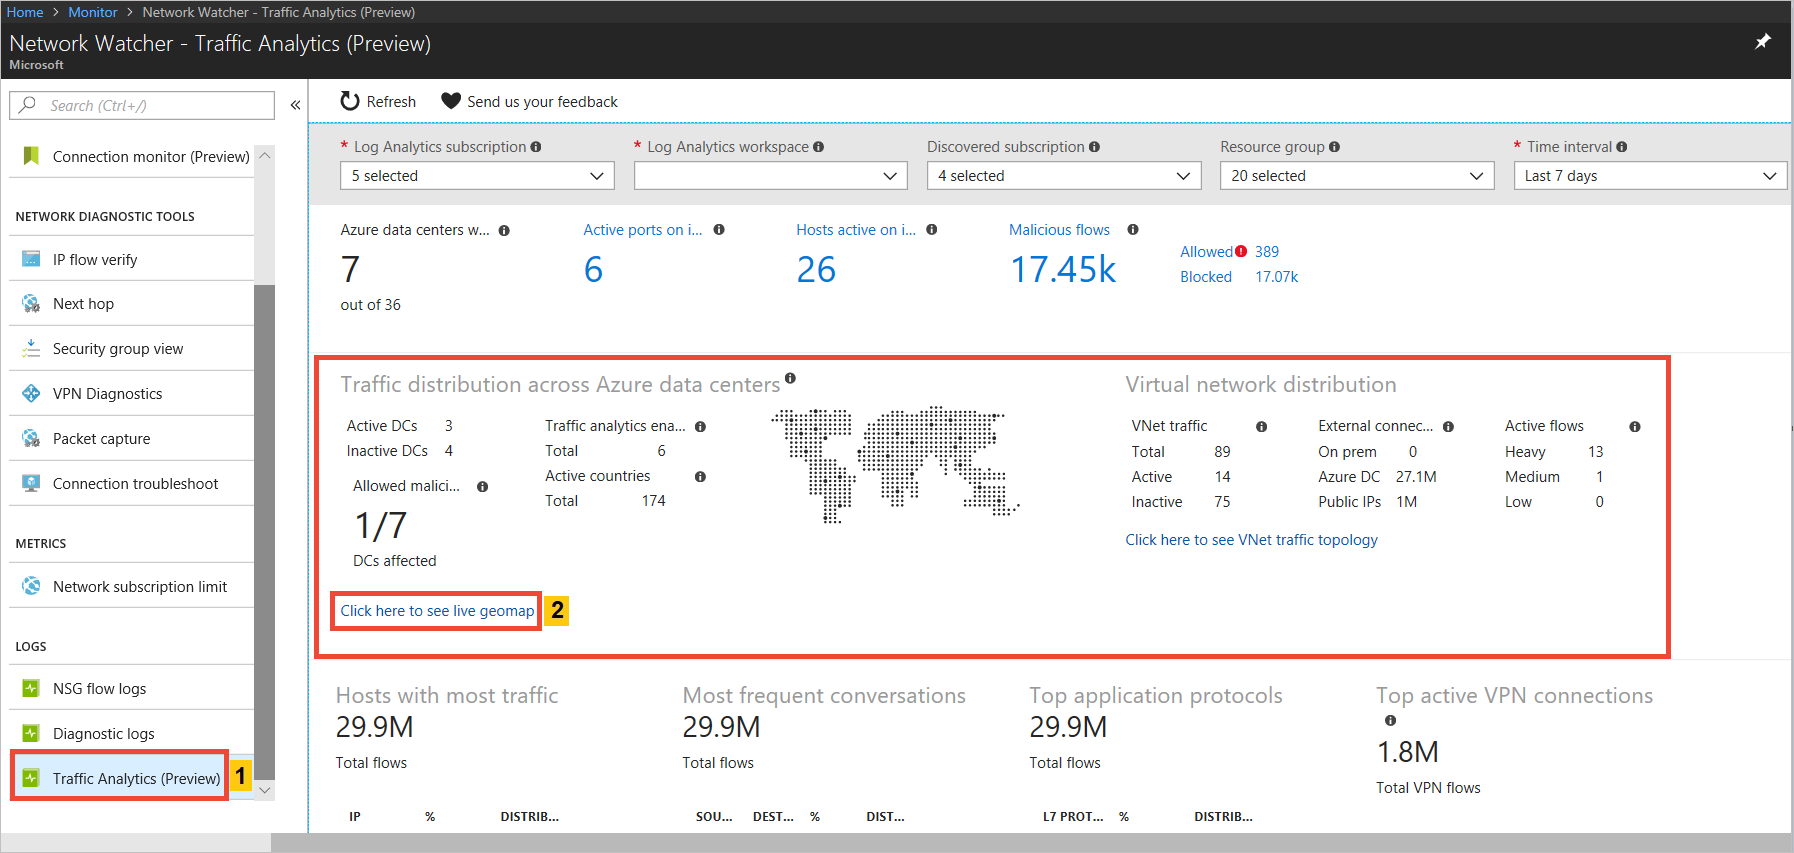 Home > Monitor > Network Watcher - Traffic Analytics (Preview)
Network Watcher - Traffic Analytics (Preview)
Microsoft
Search (Ctrl+/)
«
Connection monitor (Preview)
NETWORK DIAGNOSTIC TOOLS
IP flow verify
Next hop
Security group view
VPN Diagnostics
Packet capture
Connection troubleshoot
METRICS
Network subscription limit
LOGS
NSG flow logs
Diagnostic logs
Traffic Analytics (Preview)
1
Refresh
Send us your feedback
* Log Analytics subscription
5 selected
* Log Analytics workspace
Discovered subscription
4 selected
Resource group
20 selected
* Time interval
Last 7 days
Azure data centers w...
7
out of 36
Active ports on i...
6
Hosts active on i...
26
Malicious flows
17.45k
Allowed 389
Blocked 17.07k
Traffic distribution across Azure data centers
Active DCs 3
Inactive DCs 4
Allowed malici...
1/7
DCs affected
Traffic analytics ena...
Total 6
Active countries
Total 174
Click here to see live geomap
2
Virtual network distribution
VNet traffic
Total 89
Active 14
Inactive 75
External connec...
On prem 0
Azure DC 27.1M
Public IPs 1M
Active flows
Heavy 13
Medium 1
Low 0
Click here to see VNet traffic topology
Hosts with most traffic
29.9M
Total flows
IP % DISTRIB...
Most frequent conversations
29.9M
Total flows
SOU... DEST... % DIST...
Top application protocols
29.9M
Total flows
L7 PROT... % DISTRIB...
Top active VPN connections
1.8M
Total VPN flows